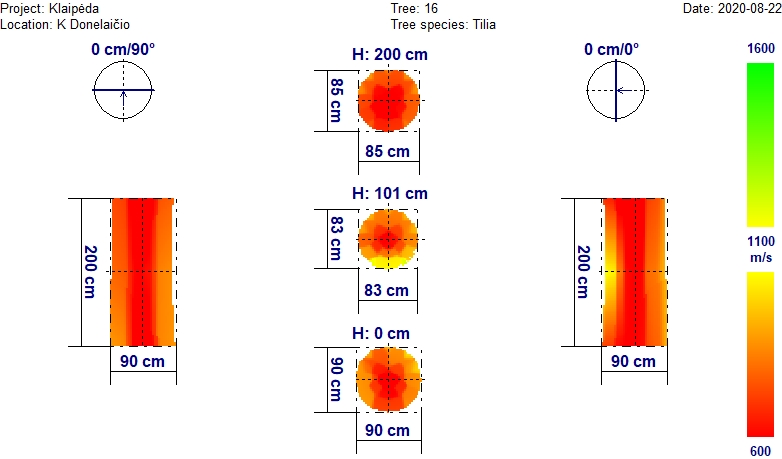 Project: Klaipėda
Tree: 16
Date: 2020-08-22
Location: K Donelaičio
Tree species: Tilia
0 cm/90°
H: 200 cm
0 cm/0°
1600
85 cm
85 cm
H: 101 cm
83 cm
83 cm
200 cm
90 cm
200 cm
90 cm
1100
m/s
H: 0 cm
90 cm
90 cm
600